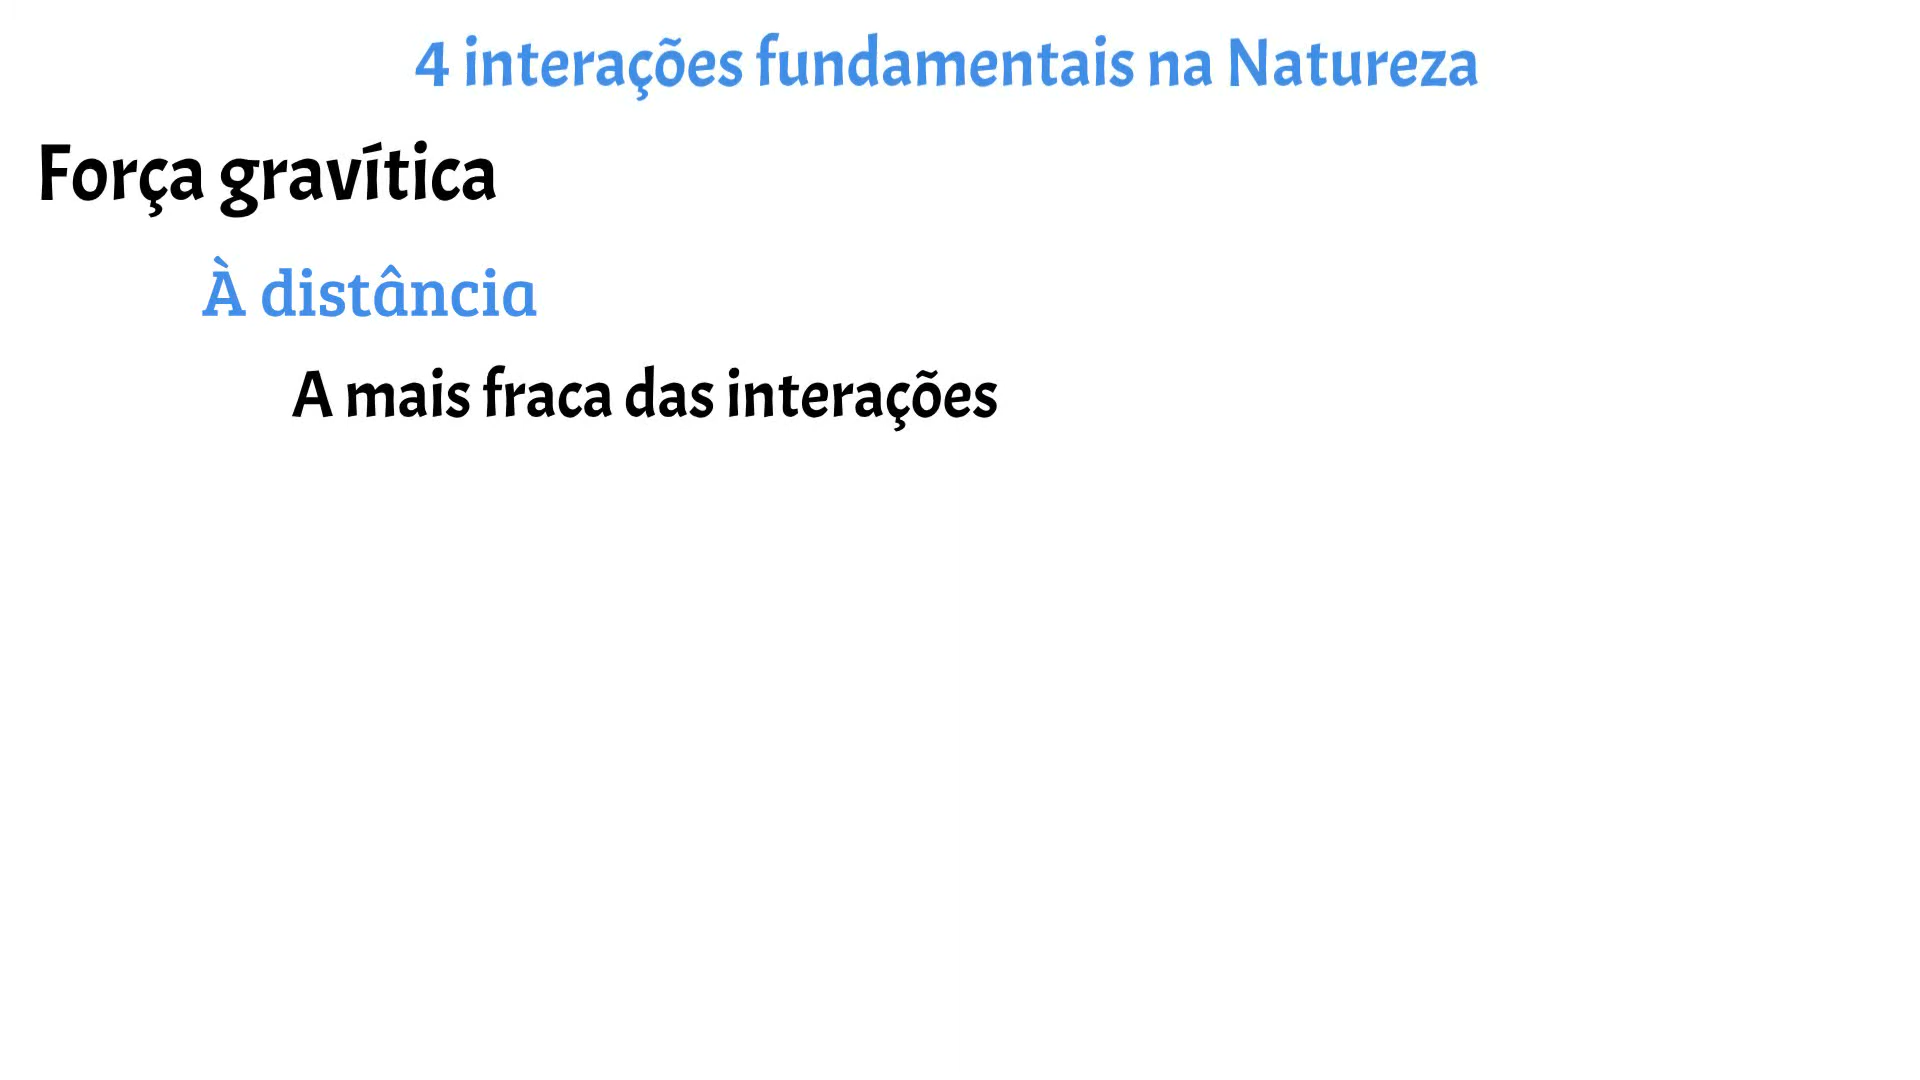 4 interações fundamentais na Natureza
Força gravítica
À distância
A mais fraca das interações